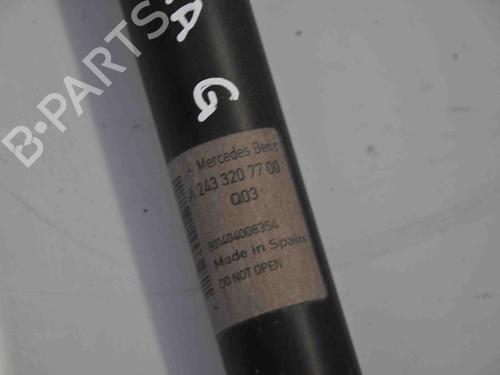 B-PARTS
A
G
Mercedes Benz
A 243 320 77 00
Q03
801404008354
Made in Spain
DO NOT OPEN